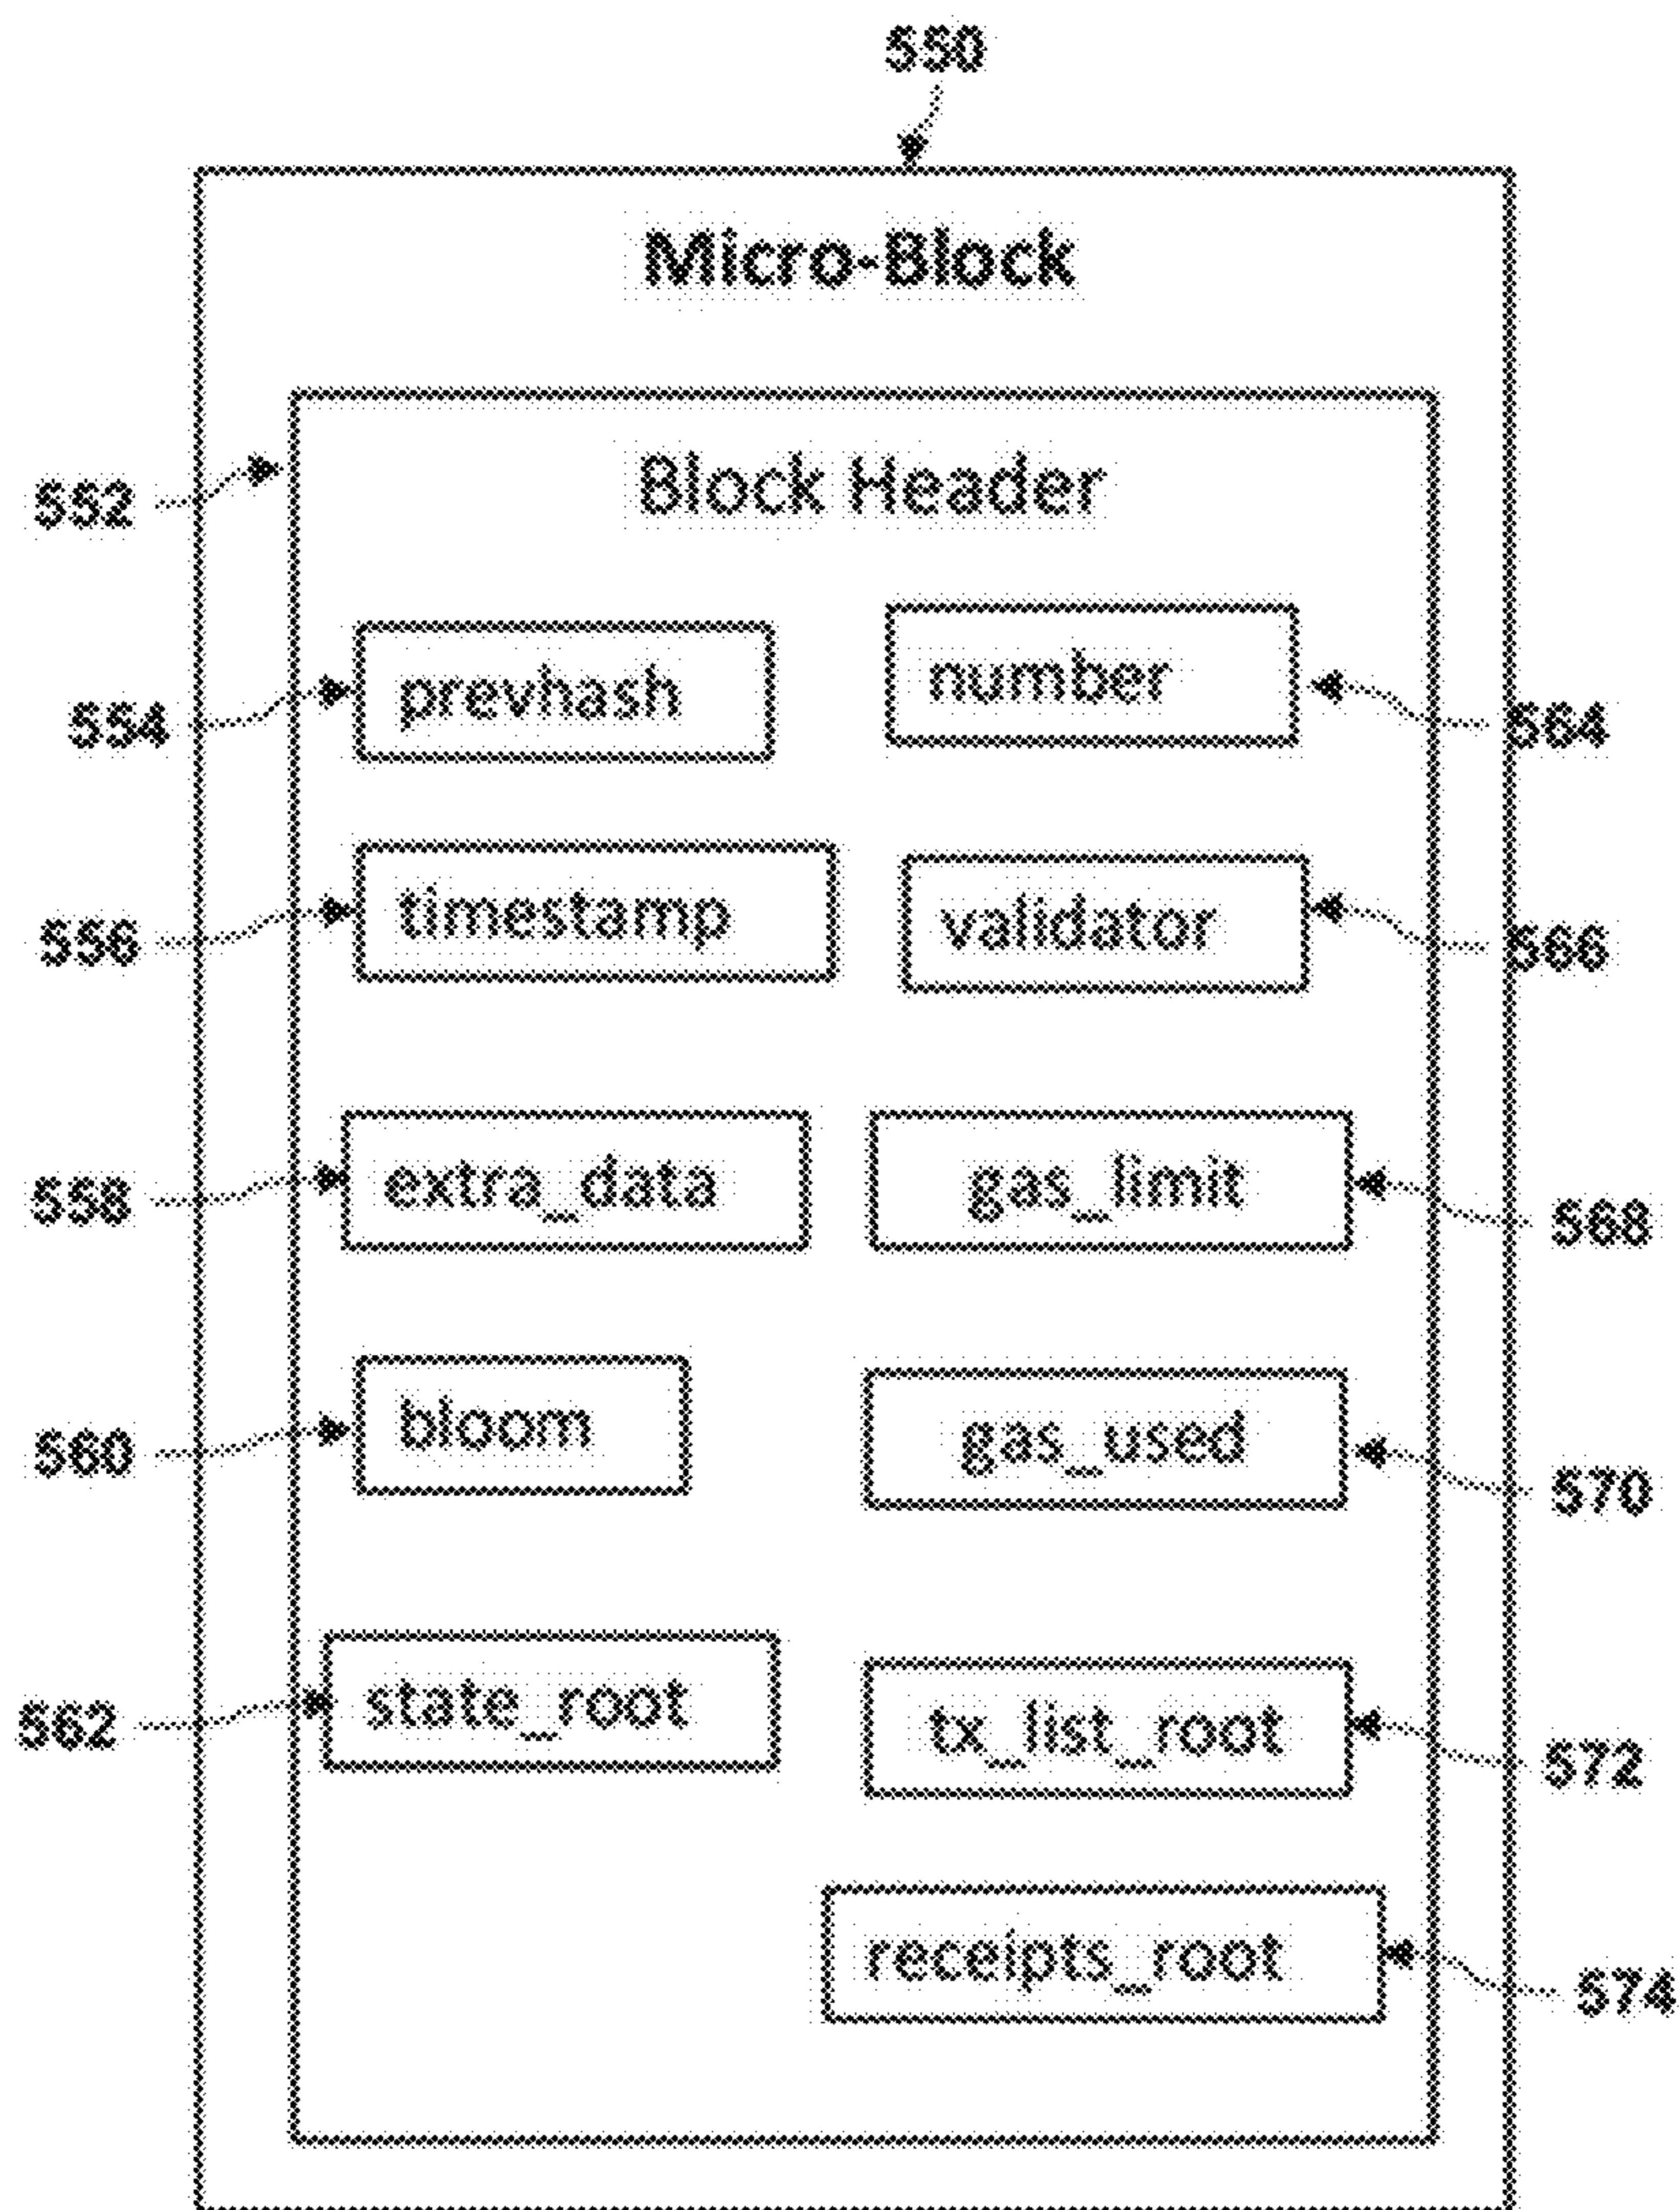 550
Micro-Block
552
Block Header
554
prevhash
number
564
556
timestamp
validator
566
558
extra_data
gas_limit
568
560
bloom
gas_used
570
562
state_root
tx_list_root
572
receipts_root
574